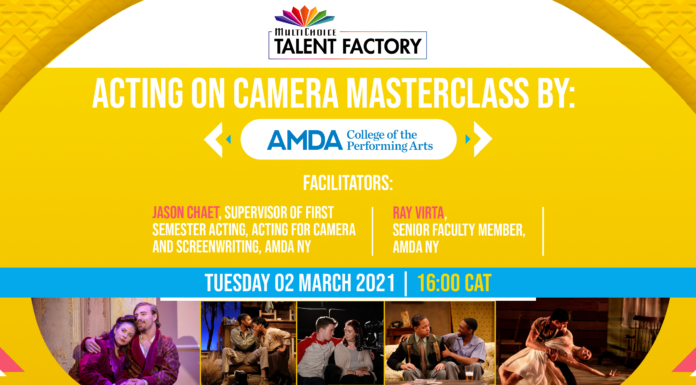 MULTICHOICE
TALENT FACTORY
ACTING ON CAMERA MASTERCLASS BY:
AMDA College of the
Performing Arts
FACILITATORS:
JASON CHAET, SUPERVISOR OF FIRST
SEMESTER ACTING, ACTING FOR CAMERA
AND SCREENWRITING, AMDA NY
RAY VIRTA,
SENIOR FACULTY MEMBER,
AMDA NY
TUESDAY 02 MARCH 2021 | 16:00 CAT